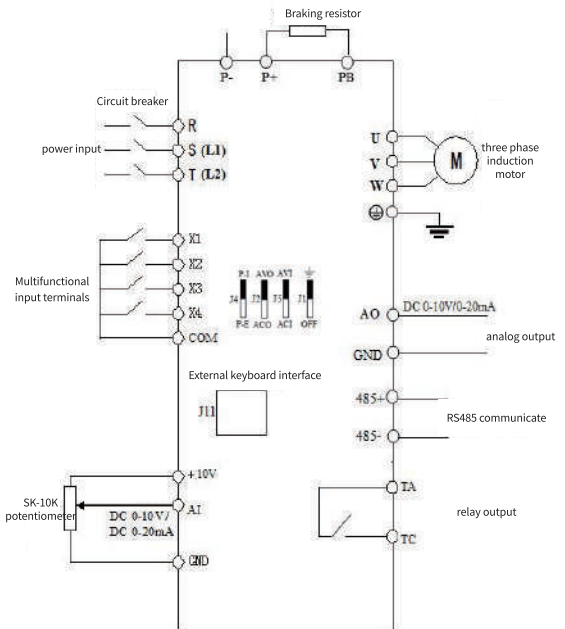 Braking resistor
P- P+ PB
Circuit breaker
R
power input
S (L1)
T (L2)
U
V
W
M
three phase
induction
motor
X1
X2
X3
X4
COM
Multifunctional
input terminals
P-I AVO AVI
J4 J2 J3 J1
P-E ACO ACI OFF
AO
DC 0-10V/0-20mA
GND
analog output
External keyboard interface
J11
485+
485-
RS485 communicate
+10V
AI
GND
SK-10K
potentiometer
DC 0-10V/
DC 0-20mA
TA
TC
relay output